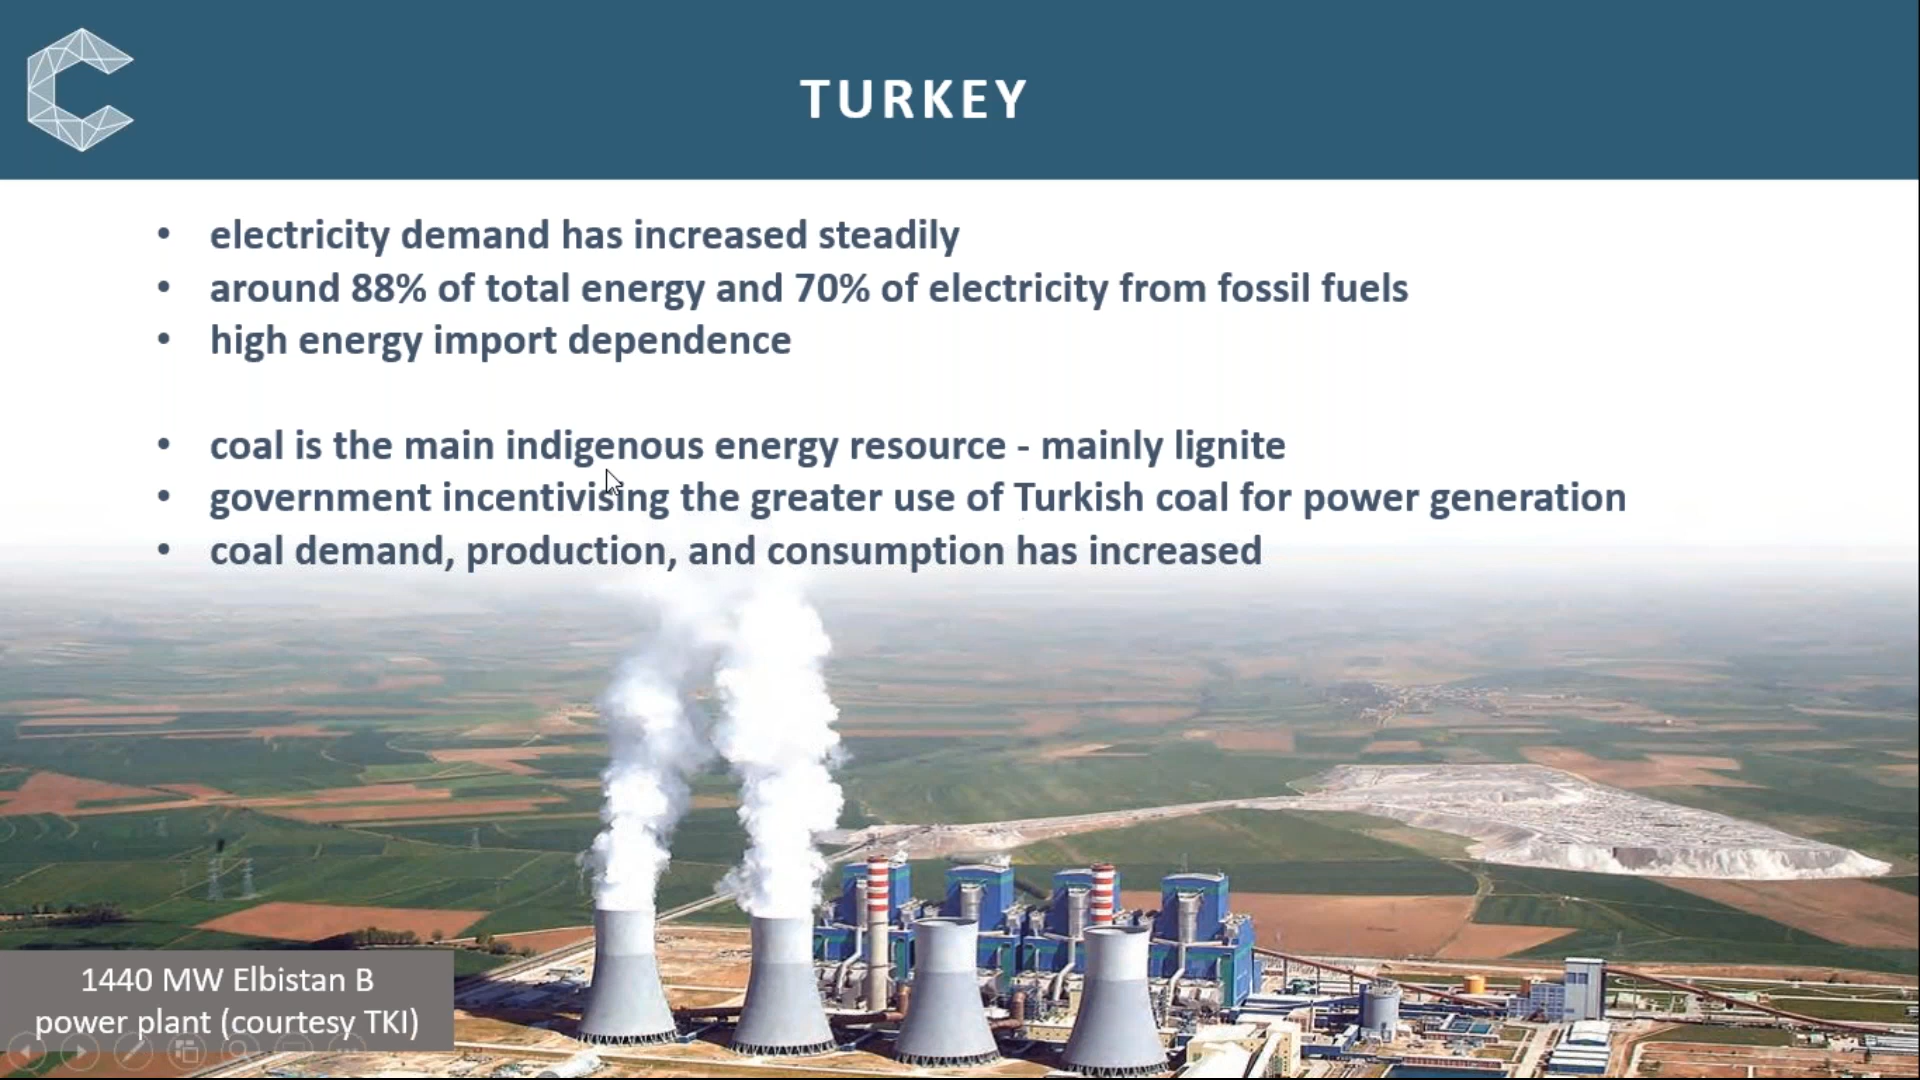 TURKEY
• electricity demand has increased steadily
• around 88% of total energy and 70% of electricity from fossil fuels
• high energy import dependence
• coal is the main indigenous energy resource - mainly lignite
• government incentivising the greater use of Turkish coal for power generation
• coal demand, production, and consumption has increased
1440 MW Elbistan B
power plant (courtesy TKI)